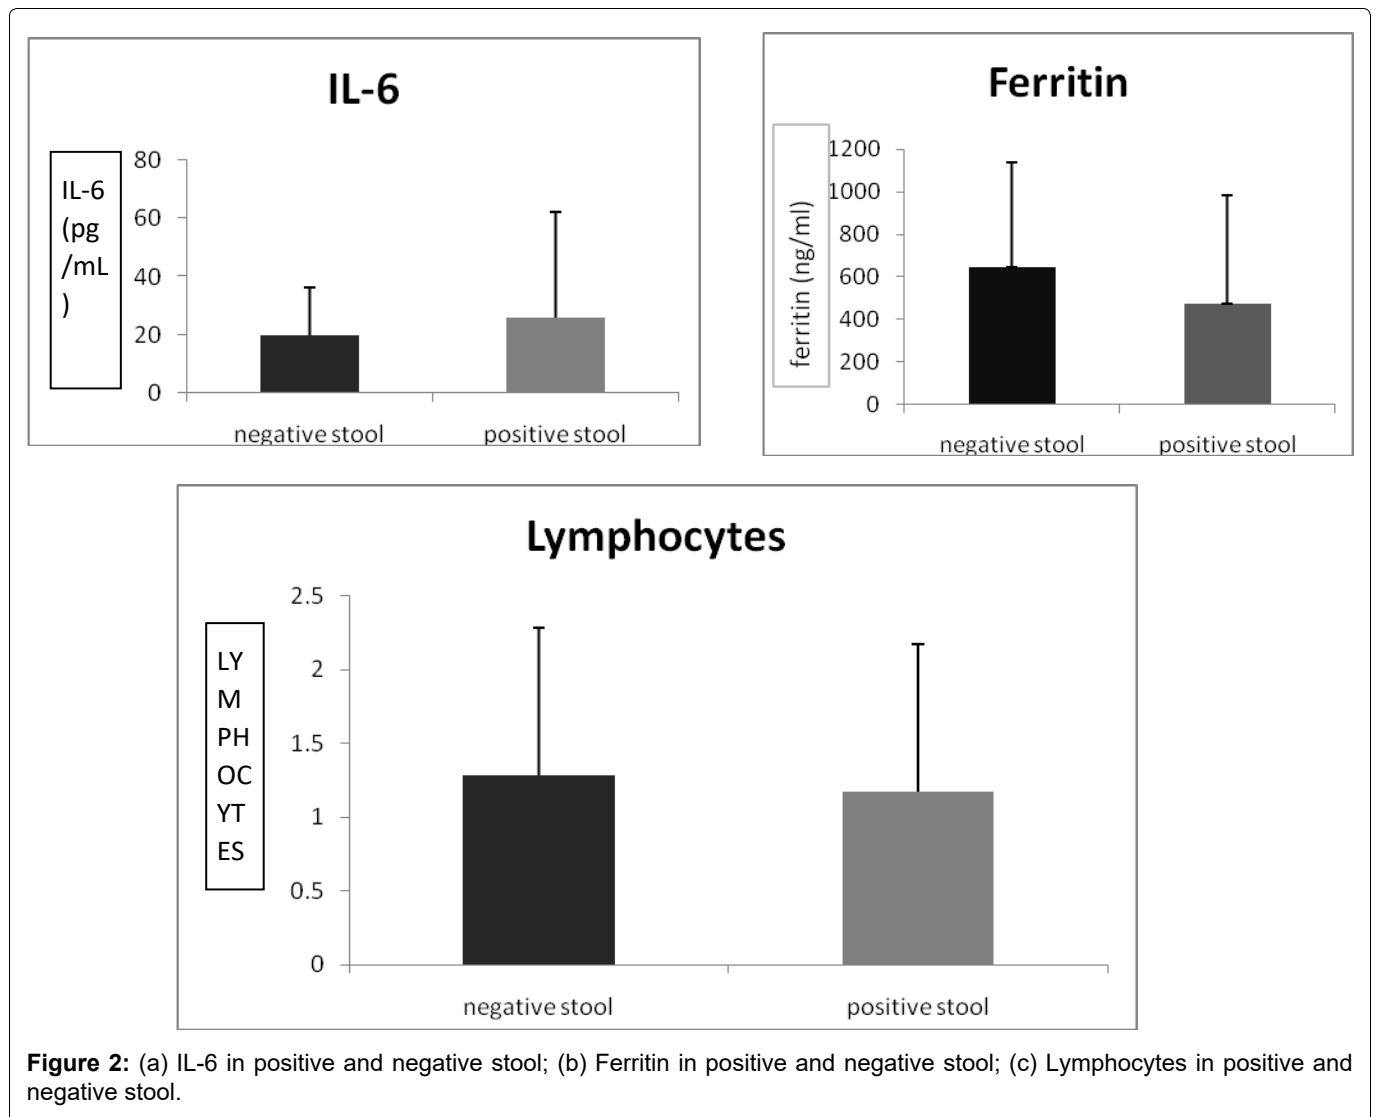 IL-6
IL-6
(pg
/mL
)
80
60
40
20
0
negative stool positive stool
Ferritin
ferritin (ng/ml)
1200
1000
800
600
400
200
0
negative stool positive stool
Lymphocytes
LY
M
PH
OC
YT
ES
2.5
2
1.5
1
0.5
0
negative stool positive stool
Figure 2: (a) IL-6 in positive and negative stool; (b) Ferritin in positive and negative stool; (c) Lymphocytes in positive and
negative stool.